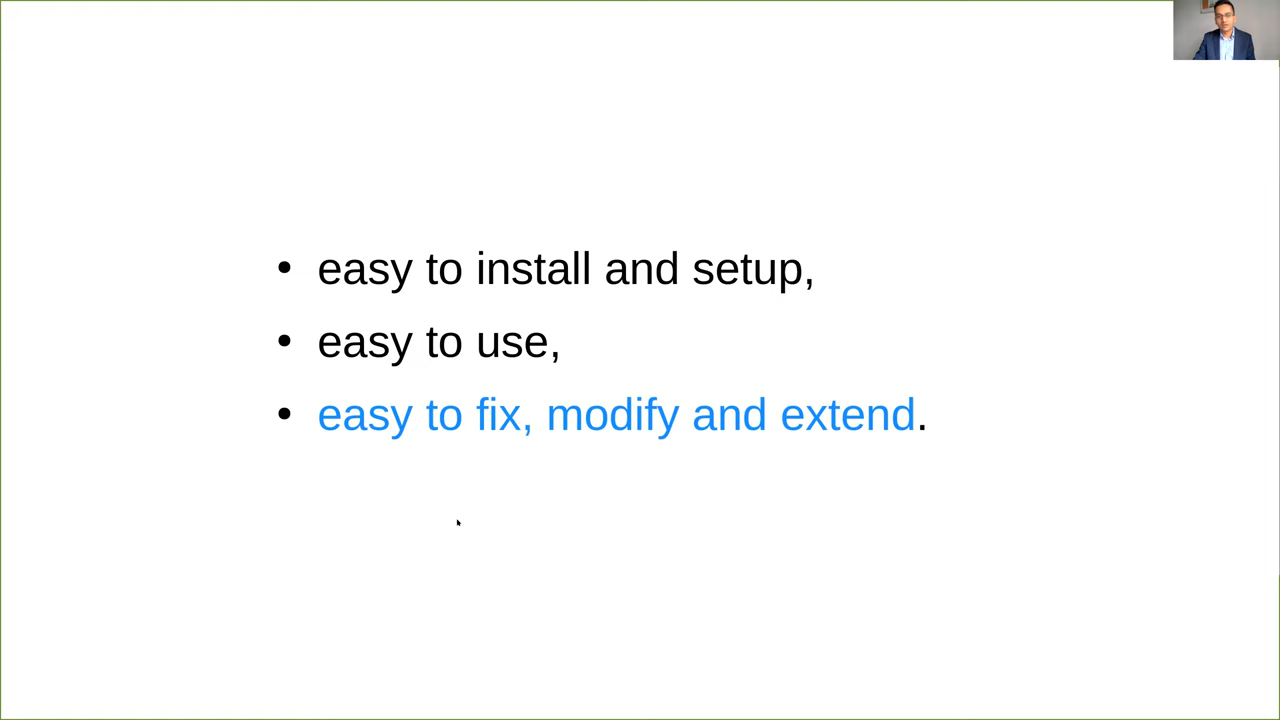 • easy to install and setup,
• easy to use,
• easy to fix, modify and extend.